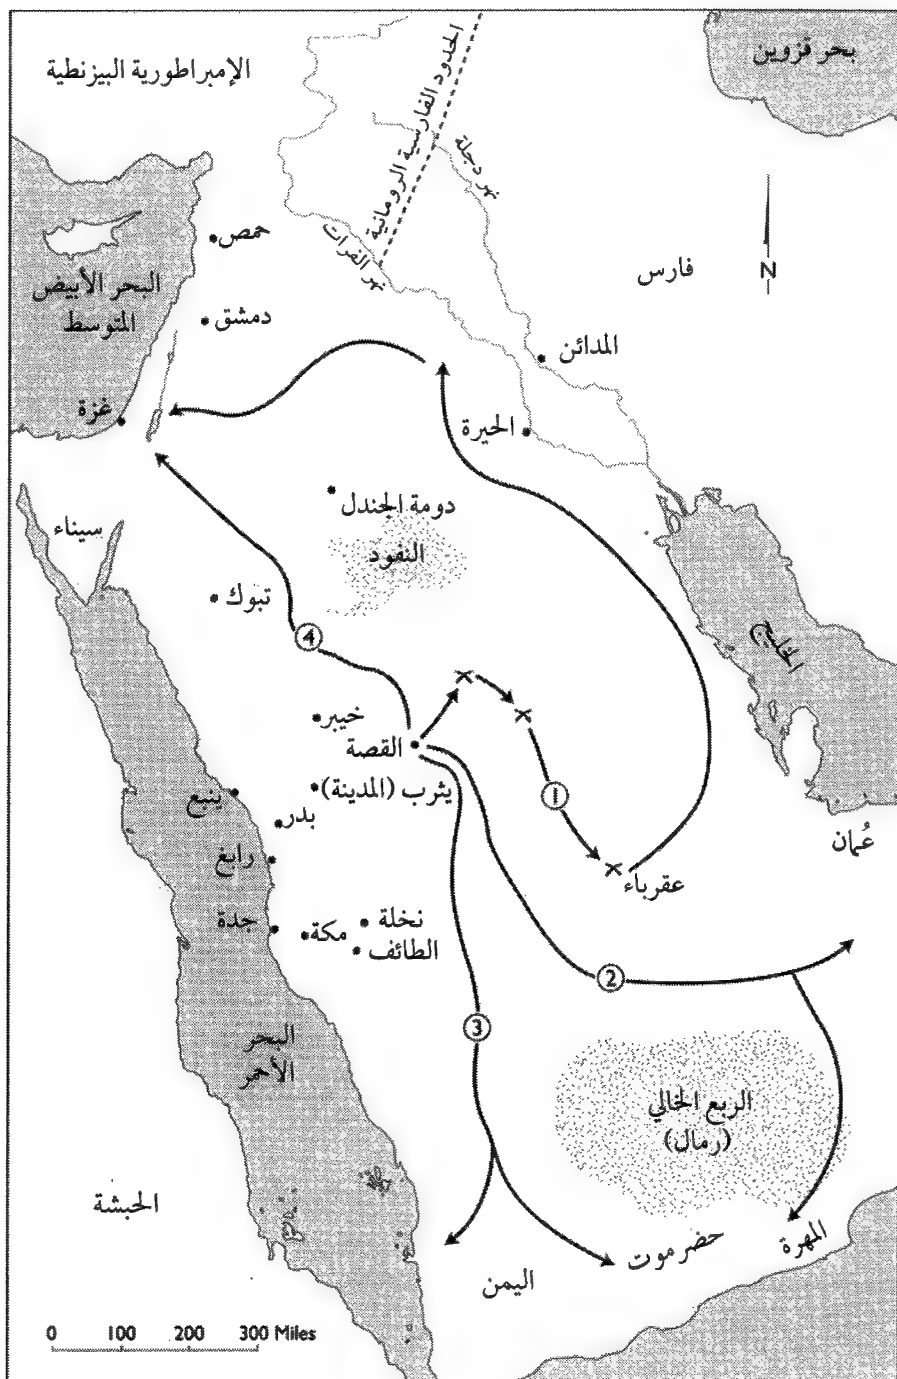 الإمبراطورية البيزنطية
الحدود الفارسية الرومانية
بحر قزوين
نهر دجلة
نهر الفرات
حمص
فارس
N
البحر الأبيض
المتوسط
دمشق
المدائن
غزة
الحيرة
دومة الجندل
النفود
سيناء
تبوك
4
الخليج
خيبر
القصة
يثرب (المدينة)
ينبع
بدر
1
رابغ
عُمان
عقرباء
جدة
مكة
نخلة
الطائف
2
3
البحر
الأحمر
الربع الخالي
(رمال)
الحبشة
حضرموت
المهرة
اليمن
0 100 200 300 Miles